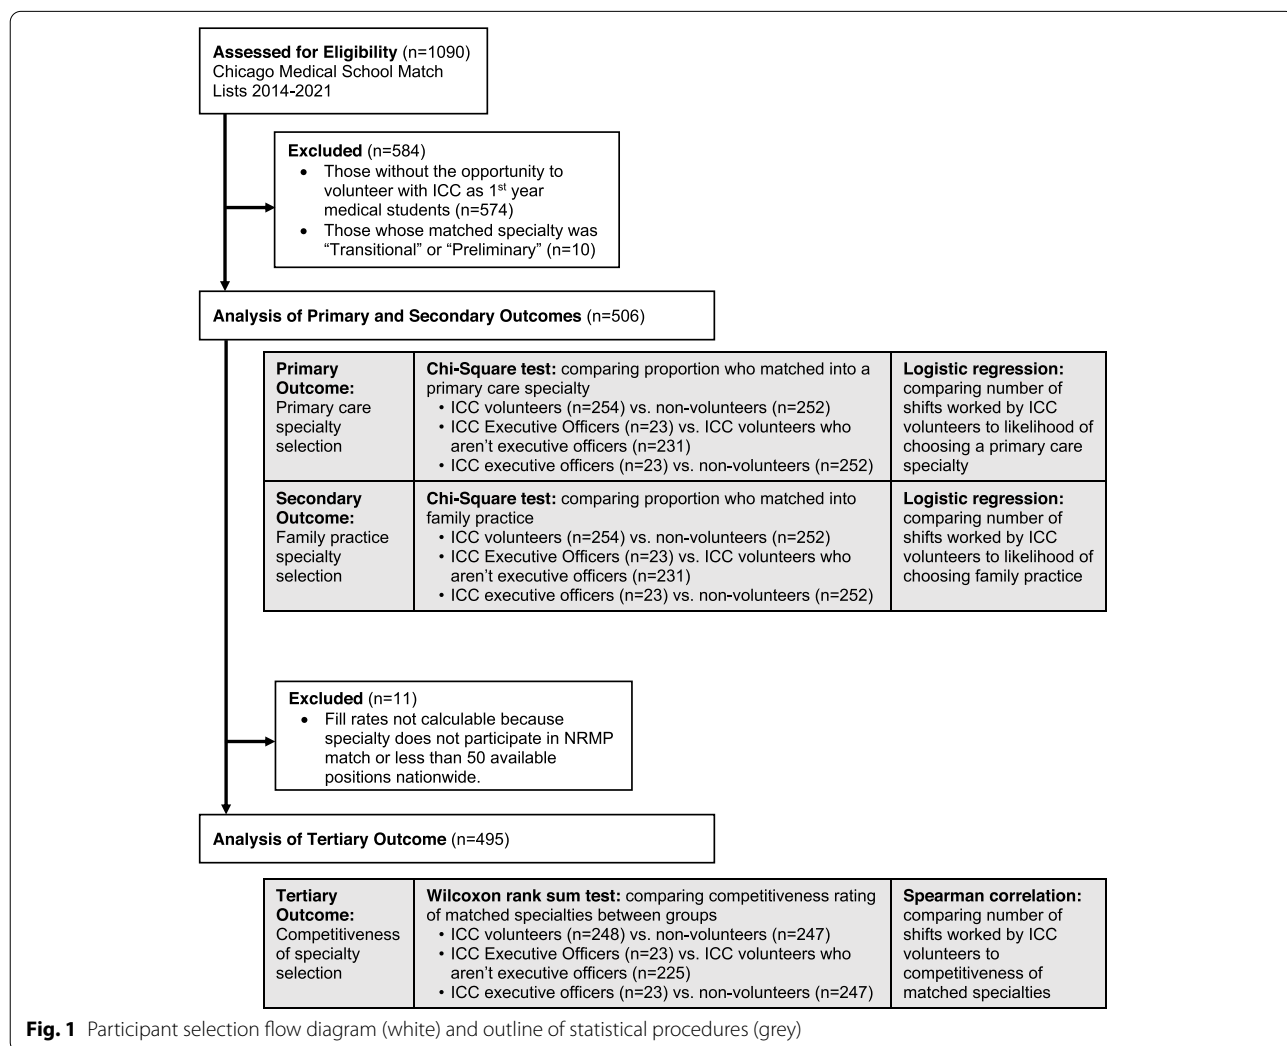 Assessed for Eligibility (n=1090)
Chicago Medical School Match
Lists 2014-2021
Excluded (n=584)
• Those without the opportunity to
volunteer with ICC as 1st year
medical students (n=574)
• Those whose matched specialty was
“Transitional” or “Preliminary” (n=10)
Analysis of Primary and Secondary Outcomes (n=506)
Primary
Outcome:
Primary care
specialty
selection
Chi-Square test: comparing proportion who matched into a
primary care specialty
• ICC volunteers (n=254) vs. non-volunteers (n=252)
• ICC Executive Officers (n=23) vs. ICC volunteers who
aren’t executive officers (n=231)
• ICC executive officers (n=23) vs. non-volunteers (n=252)
Logistic regression:
comparing number of
shifts worked by ICC
volunteers to likelihood of
choosing a primary care
specialty
Secondary
Outcome:
Family practice
specialty
selection
Chi-Square test: comparing proportion who matched into
family practice
• ICC volunteers (n=254) vs. non-volunteers (n=252)
• ICC Executive Officers (n=23) vs. ICC volunteers who
aren’t executive officers (n=231)
• ICC executive officers (n=23) vs. non-volunteers (n=252)
Logistic regression:
comparing number of
shifts worked by ICC
volunteers to likelihood of
choosing family practice
Excluded (n=11)
• Fill rates not calculable because
specialty does not participate in NRMP
match or less than 50 available
positions nationwide.
Analysis of Tertiary Outcome (n=495)
Tertiary
Outcome:
Competitiveness
of specialty
selection
Wilcoxon rank sum test: comparing competitiveness rating
of matched specialties between groups
• ICC volunteers (n=248) vs. non-volunteers (n=247)
• ICC Executive Officers (n=23) vs. ICC volunteers who
aren’t executive officers (n=225)
• ICC executive officers (n=23) vs. non-volunteers (n=247)
Spearman correlation:
comparing number of
shifts worked by ICC
volunteers to
competitiveness of
matched specialties
Fig. 1 Participant selection flow diagram (white) and outline of statistical procedures (grey)